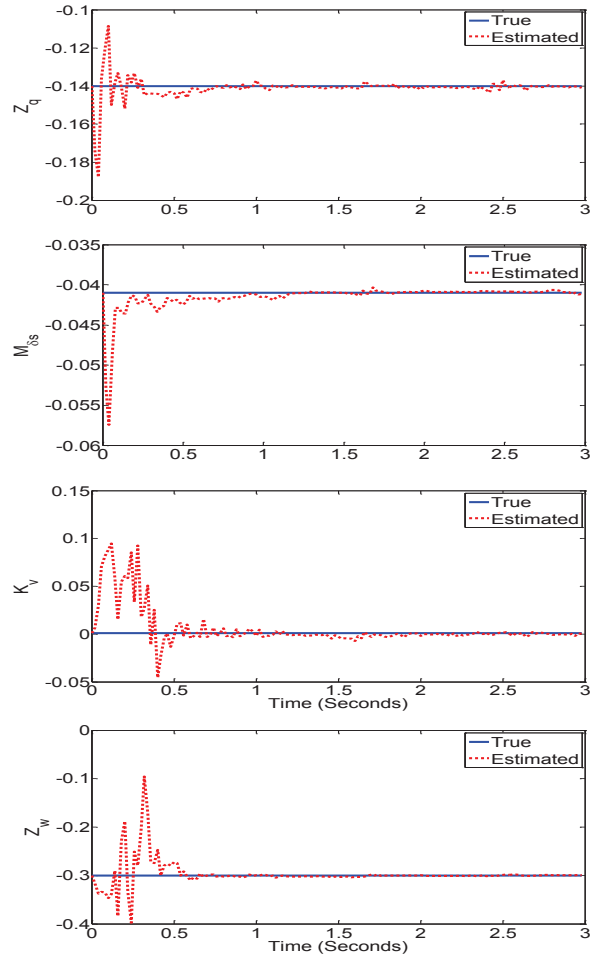 -0.1
-0.12
-0.14
-0.16
-0.18
-0.2
Z_q
True
Estimated
0 0.5 1 1.5 2 2.5 3
-0.035
-0.04
-0.045
-0.05
-0.055
-0.06
M_δs
True
Estimated
0 0.5 1 1.5 2 2.5 3
0.15
0.1
0.05
0
-0.05
K_v
True
Estimated
0 0.5 1 1.5 2 2.5 3
Time (Seconds)
0
-0.1
-0.2
-0.3
-0.4
Z_w
True
Estimated
0 0.5 1 1.5 2 2.5 3
Time (Seconds)